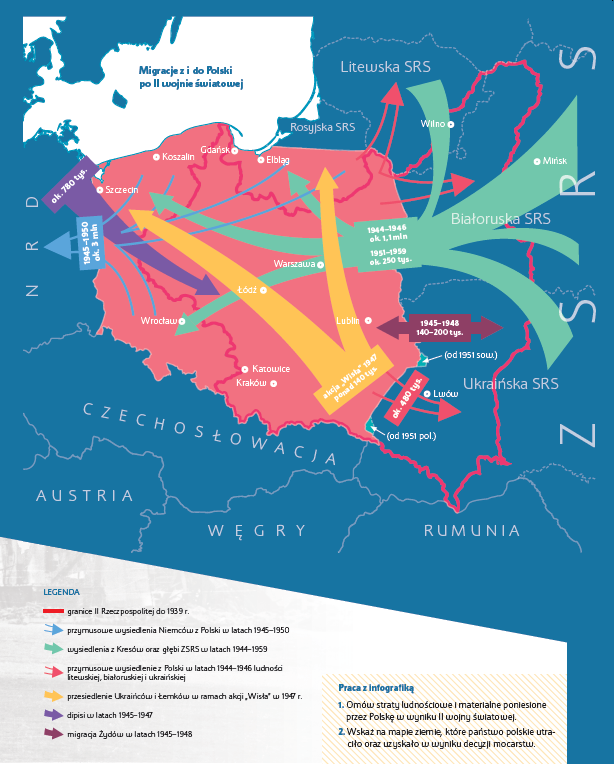 Migracje z i do Polski
po II wojnie światowej
Litewska SRS
Rosyjska SRS
Wilno
Gdańsk
Koszalin
Elbląg
Mińsk
ok. 780 tys.
Szczecin
Białoruska SRS
N R D
1945–1950
ok. 3 mln
1944–1946
ok. 1,1 mln
1951–1959
ok. 250 tys.
Warszawa
Łódź
Wrocław
Lublin
1945–1948
140–200 tys.
(od 1951 sow.)
Katowice
Kraków
akcja „Wisła” 1947
ponad 140 tys.
ok. 480 tys.
Lwów
Ukraińska SRS
(od 1951 pol.)
Z S R S
CZECHOSŁOWACJA
AUSTRIA
WĘGRY
RUMUNIA
LEGENDA
granice II Rzeczpospolitej do 1939 r.
przymusowe wysiedlenia Niemców z Polski w latach 1945–1950
wysiedlenia z Kresów oraz głębi ZSRS w latach 1944–1959
przymusowe wysiedlenie z Polski w latach 1944–1946 ludności
litewskiej, białoruskiej i ukraińskiej
przesiedlenie Ukraińców i Łemków w ramach akcji „Wisła” w 1947 r.
dipisi w latach 1945–1947
migracja Żydów w latach 1945–1948
Praca z infografiką
1. Omów straty ludnościowe i materialne poniesione
przez Polskę w wyniku II wojny światowej.
2. Wskaż na mapie ziemie, które państwo polskie utra-
ciło oraz uzyskało w wyniku decyzji mocarstw.